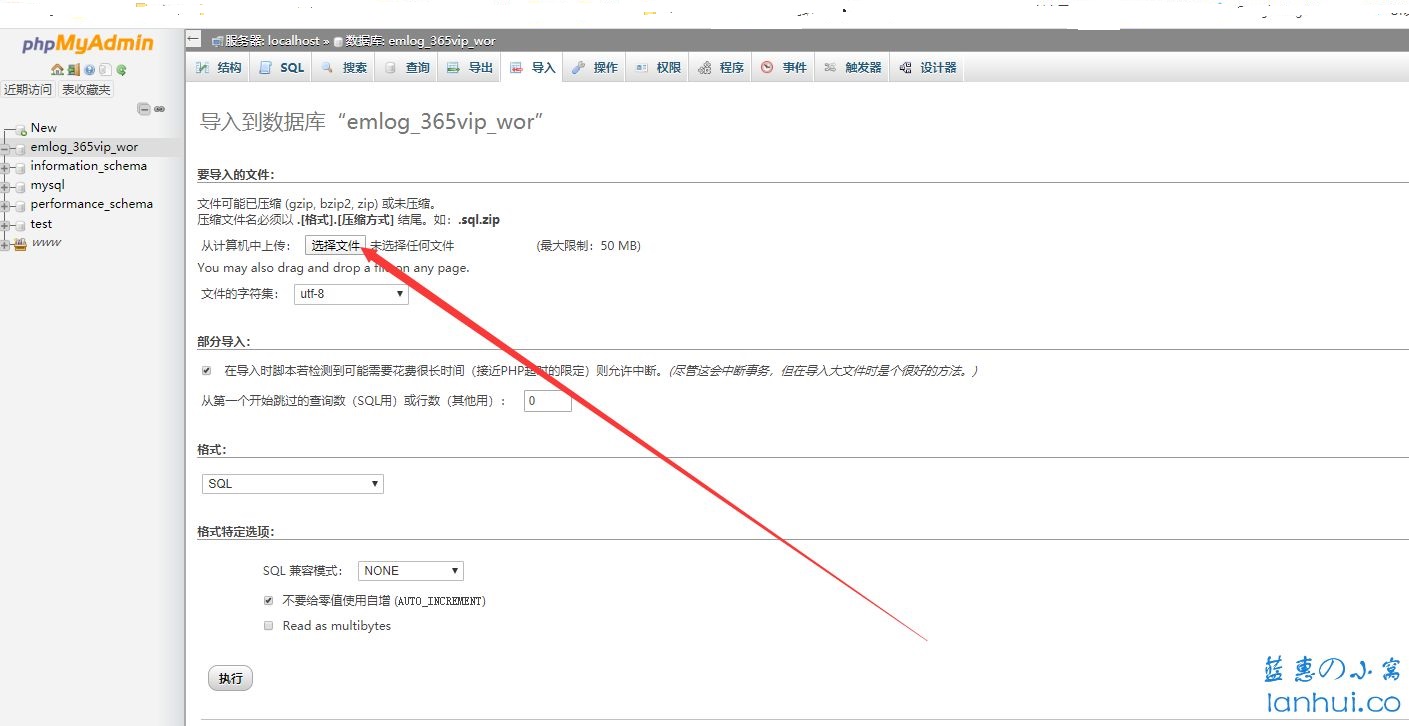 phpMyAdmin
近期访问 表收藏夹
New
emlog_365vip_wor
information_schema
mysql
performance_schema
test
www
服务器: localhost » 数据库: emlog_365vip_wor
结构 SQL 搜索 查询 导出 导入 操作 权限 程序 事件 触发器 设计器
导入到数据库“emlog_365vip_wor”
要导入的文件:
文件可能已压缩 (gzip, bzip2, zip) 或未压缩。
压缩文件名必须以 .[格式].[压缩方式] 结尾。如：.sql.zip
从计算机中上传： 选择文件 未选择任何文件 (最大限制：50 MB)
You may also drag and drop a file on any page.
文件的字符集： utf-8
部分导入:
在导入时脚本若检测到可能需要花费很长时间（接近PHP超时的限定）则允许中断。(尽管这会中断事务，但在导入大文件时是个很好的方法。)
从第一个开始跳过的查询数（SQL用）或行数（其他用）： 0
格式:
SQL
格式特定选项:
SQL 兼容模式： NONE
不要给零值使用自增 (AUTO_INCREMENT)
Read as multibytes
执行
蓝惠の小窝
lanhui.co